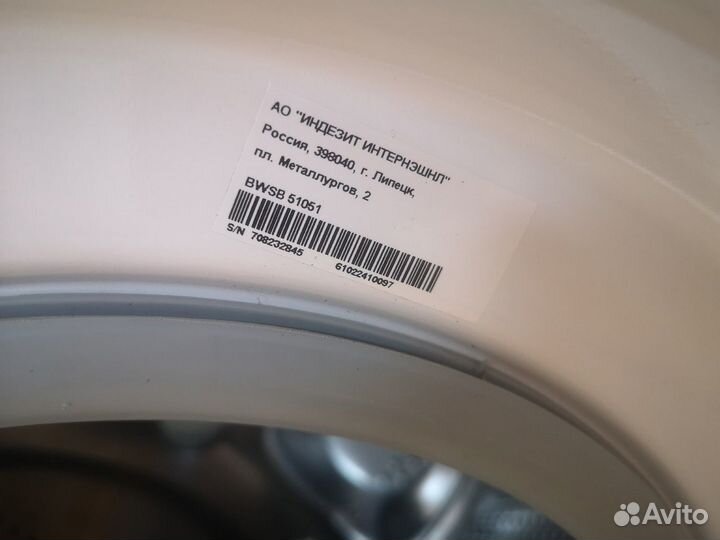 АО "ИНДЕЗИТ ИНТЕРНЭШНЛ"
Россия, 398040, г. Липецк,
пл. Металлургов, 2
BWSB 51051
S/N 708232845 61022410097
Avito